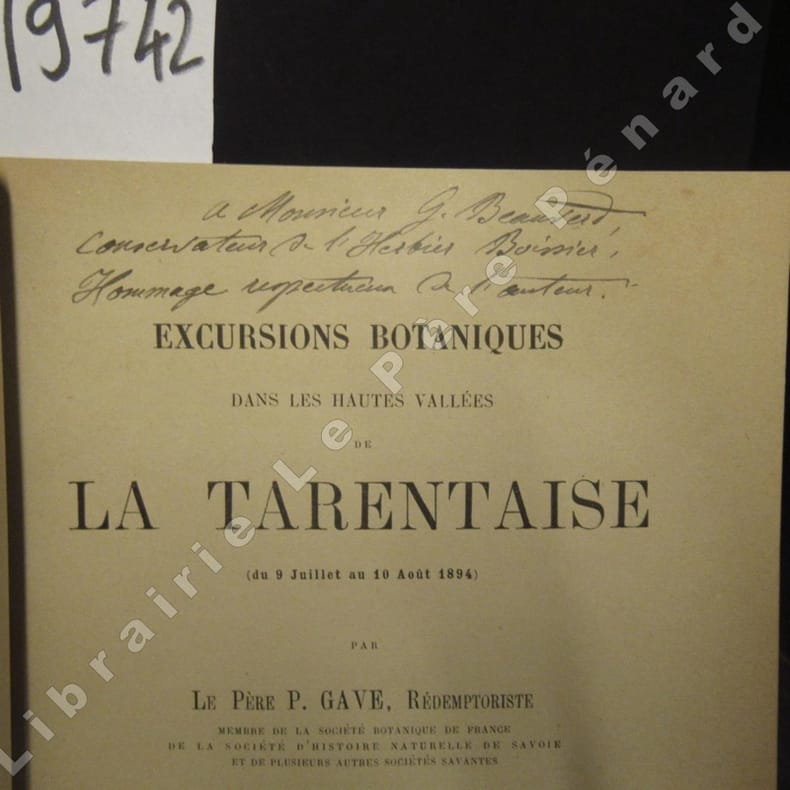 19742
a Monsieur G. Beauverd,
Conservateur de l'Herbier Boissier,
Hommage respectueux de l'auteur.
EXCURSIONS BOTANIQUES
DANS LES HAUTES VALLÉES
DE
LA TARENTAISE
(du 9 Juillet au 10 Août 1894)
PAR
LE PÈRE P. GAVE, RÉDEMPTORISTE
MEMBRE DE LA SOCIÉTÉ BOTANIQUE DE FRANCE
DE LA SOCIÉTÉ D'HISTOIRE NATURELLE DE SAVOIE
ET DE PLUSIEURS AUTRES SOCIÉTÉS SAVANTES
Librairie Le Père Pénard